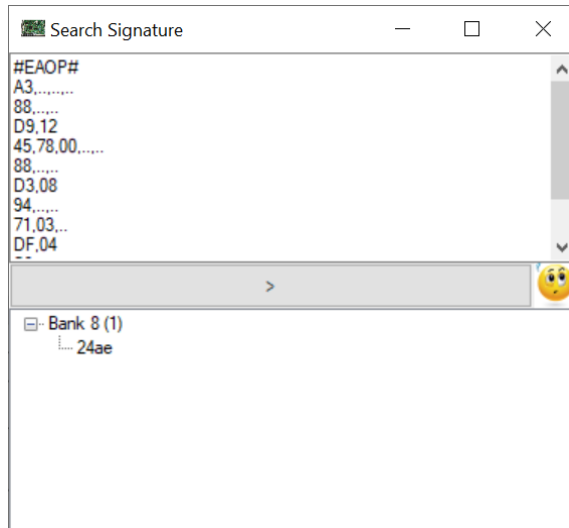 Search Signature
#EAOP#
A3,..,..,..
88,..,..
D9,12
45,78,00,..,..
88,..,..
D3,08
94,..,..
71,03,..
DF,04
>
Bank 8 (1)
24ae